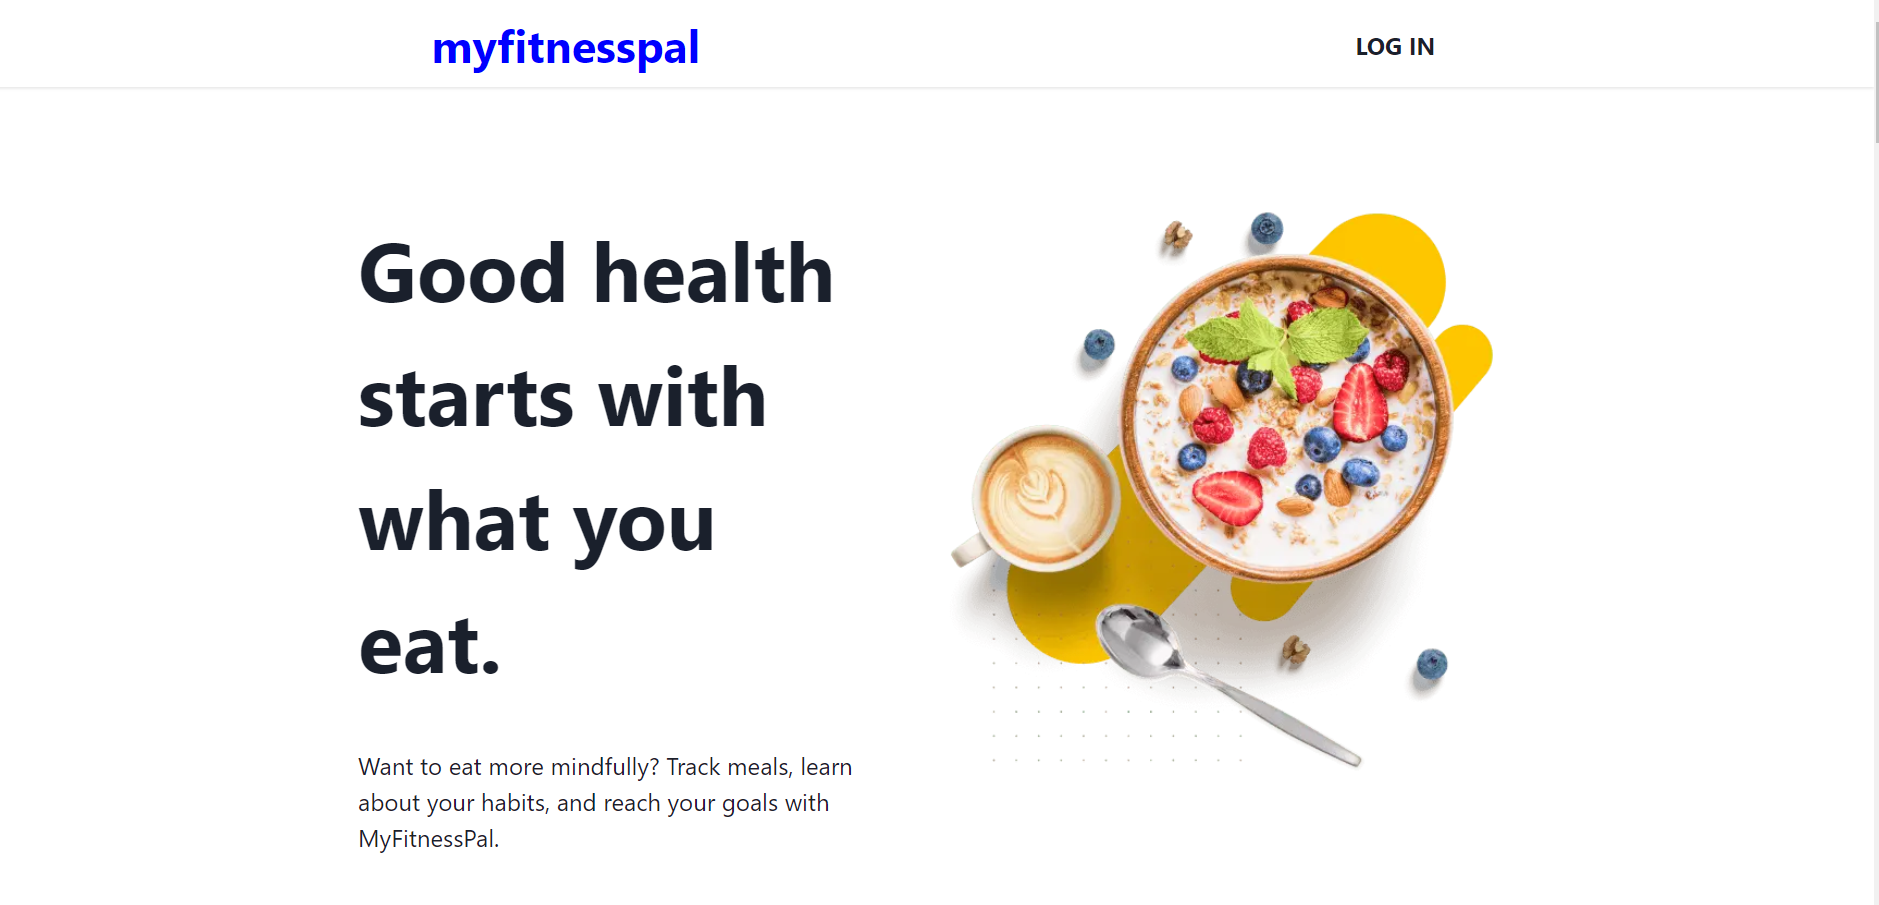 myfitnesspal
LOG IN
Good health
starts with
what you
eat.
Want to eat more mindfully? Track meals, learn
about your habits, and reach your goals with
MyFitnessPal.